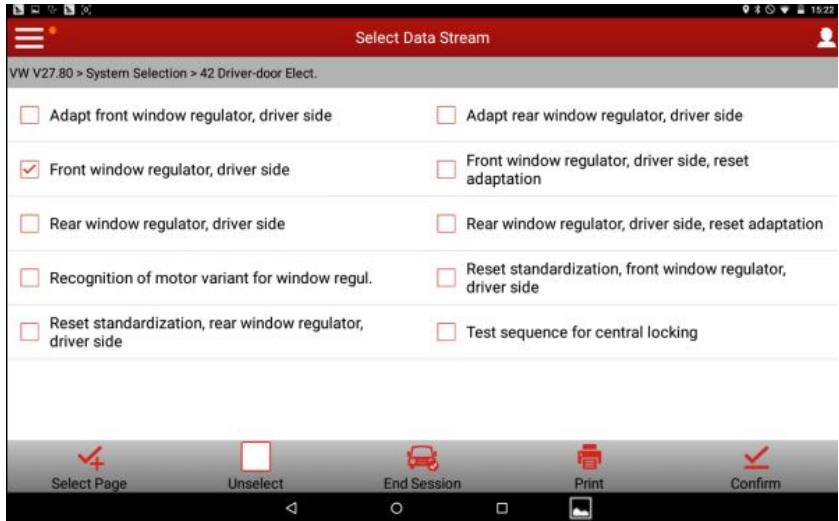 15:22
Select Data Stream
VW V27.80 > System Selection > 42 Driver-door Elect.
Adapt front window regulator, driver side
Adapt rear window regulator, driver side
Front window regulator, driver side
Front window regulator, driver side, reset
adaptation
Rear window regulator, driver side
Rear window regulator, driver side, reset adaptation
Recognition of motor variant for window regul.
Reset standardization, front window regulator,
driver side
Reset standardization, rear window regulator,
driver side
Test sequence for central locking
Select Page
Unselect
End Session
Print
Confirm